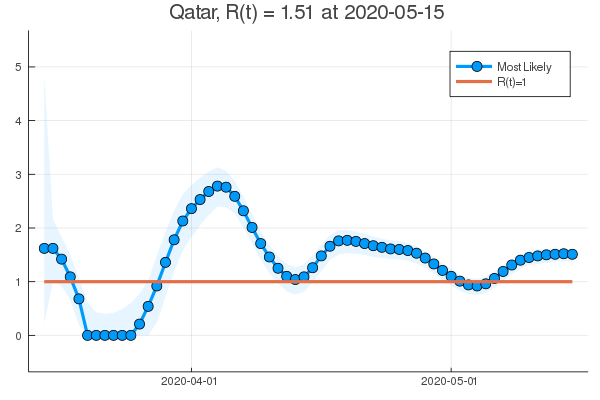 Qatar, R(t) = 1.51 at 2020-05-15
5
4
3
2
1
0
Most Likely
R(t)=1
2020-04-01
2020-05-01